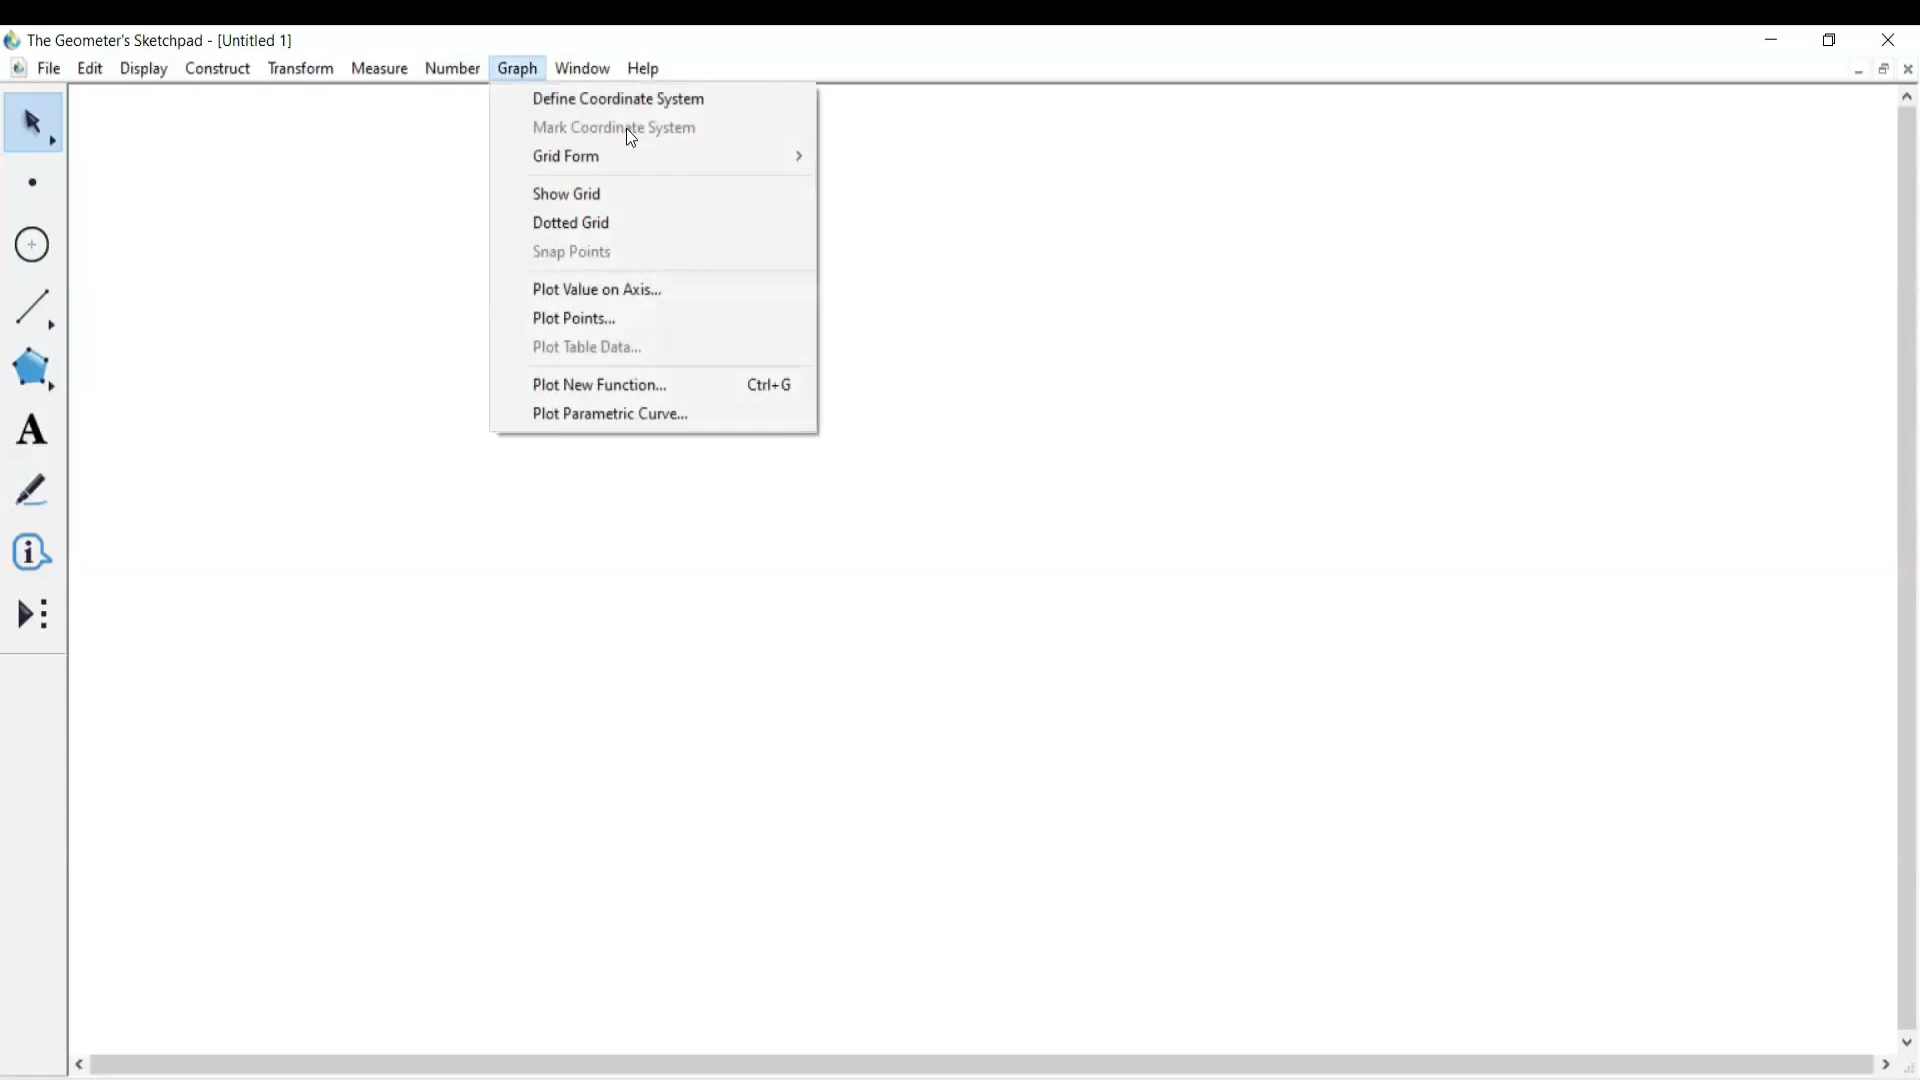 The Geometer's Sketchpad - [Untitled 1]
File Edit Display Construct Transform Measure Number Graph Window Help
Define Coordinate System
Mark Coordinate System
Grid Form
Show Grid
Dotted Grid
Snap Points
Plot Value on Axis...
Plot Points...
Plot Table Data...
Plot New Function... Ctrl+G
Plot Parametric Curve...
A
i